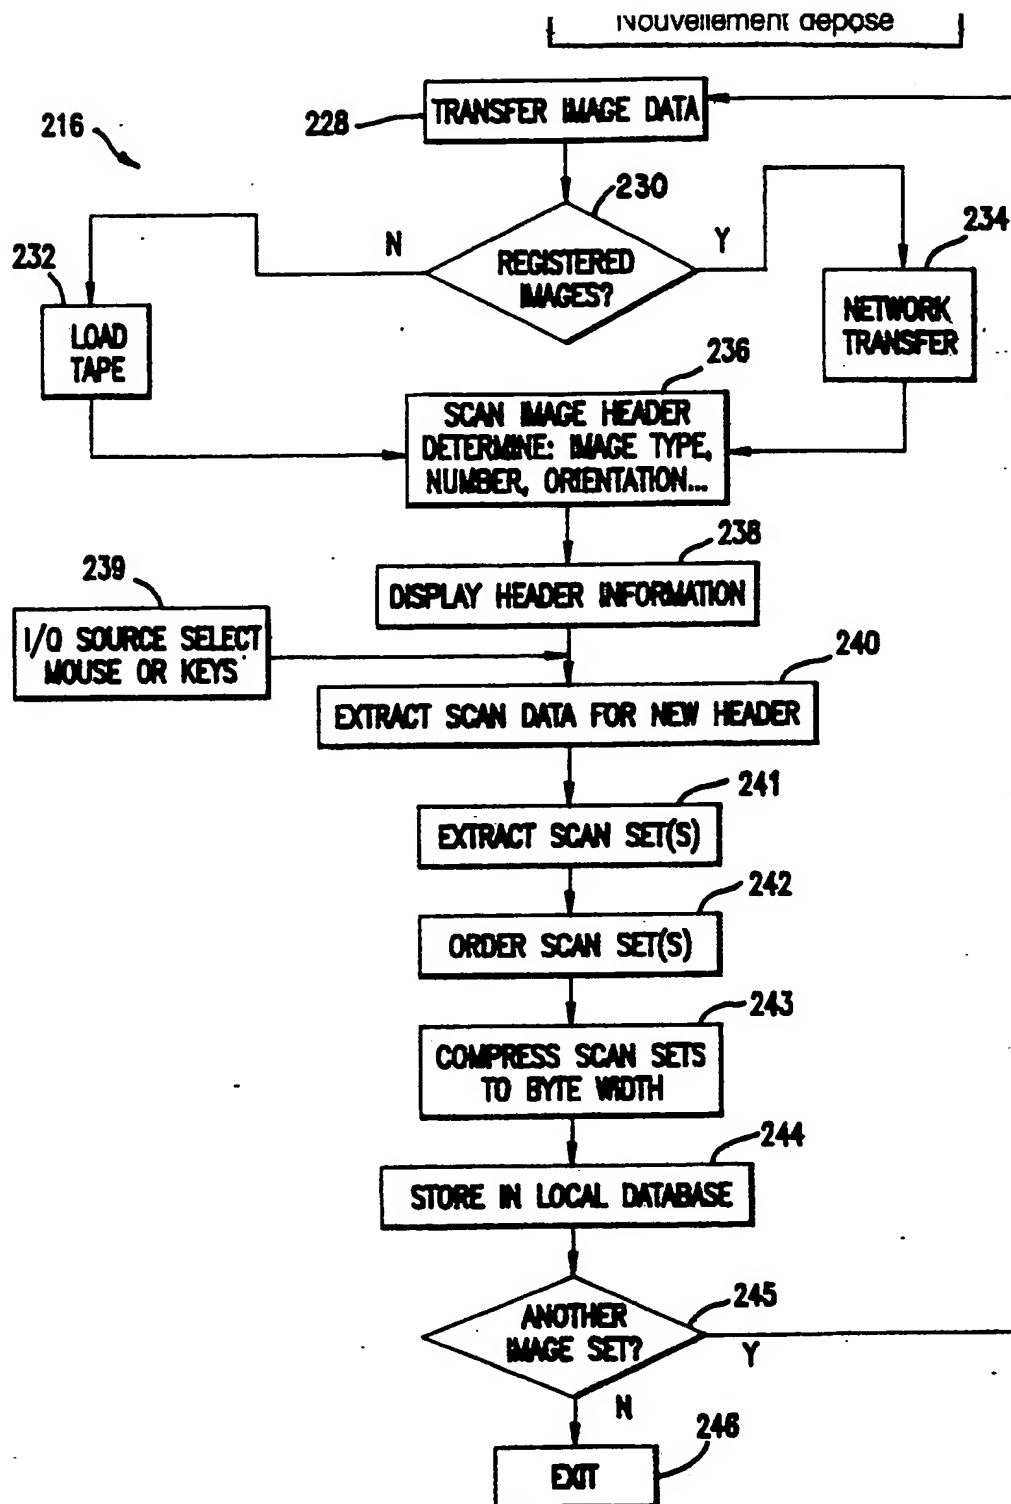 Nouvellement déposé
216
228
TRANSFER IMAGE DATA
230
REGISTERED
IMAGES?
N
Y
232
LOAD
TAPE
234
NETWORK
TRANSFER
236
SCAN IMAGE HEADER
DETERMINE: IMAGE TYPE,
NUMBER, ORIENTATION...
238
DISPLAY HEADER INFORMATION
239
I/O SOURCE SELECT
MOUSE OR KEYS
240
EXTRACT SCAN DATA FOR NEW HEADER
241
EXTRACT SCAN SET(S)
242
ORDER SCAN SET(S)
243
COMPRESS SCAN SETS
TO BYTE WIDTH
244
STORE IN LOCAL DATABASE
245
ANOTHER
IMAGE SET?
Y
N
246
EXIT